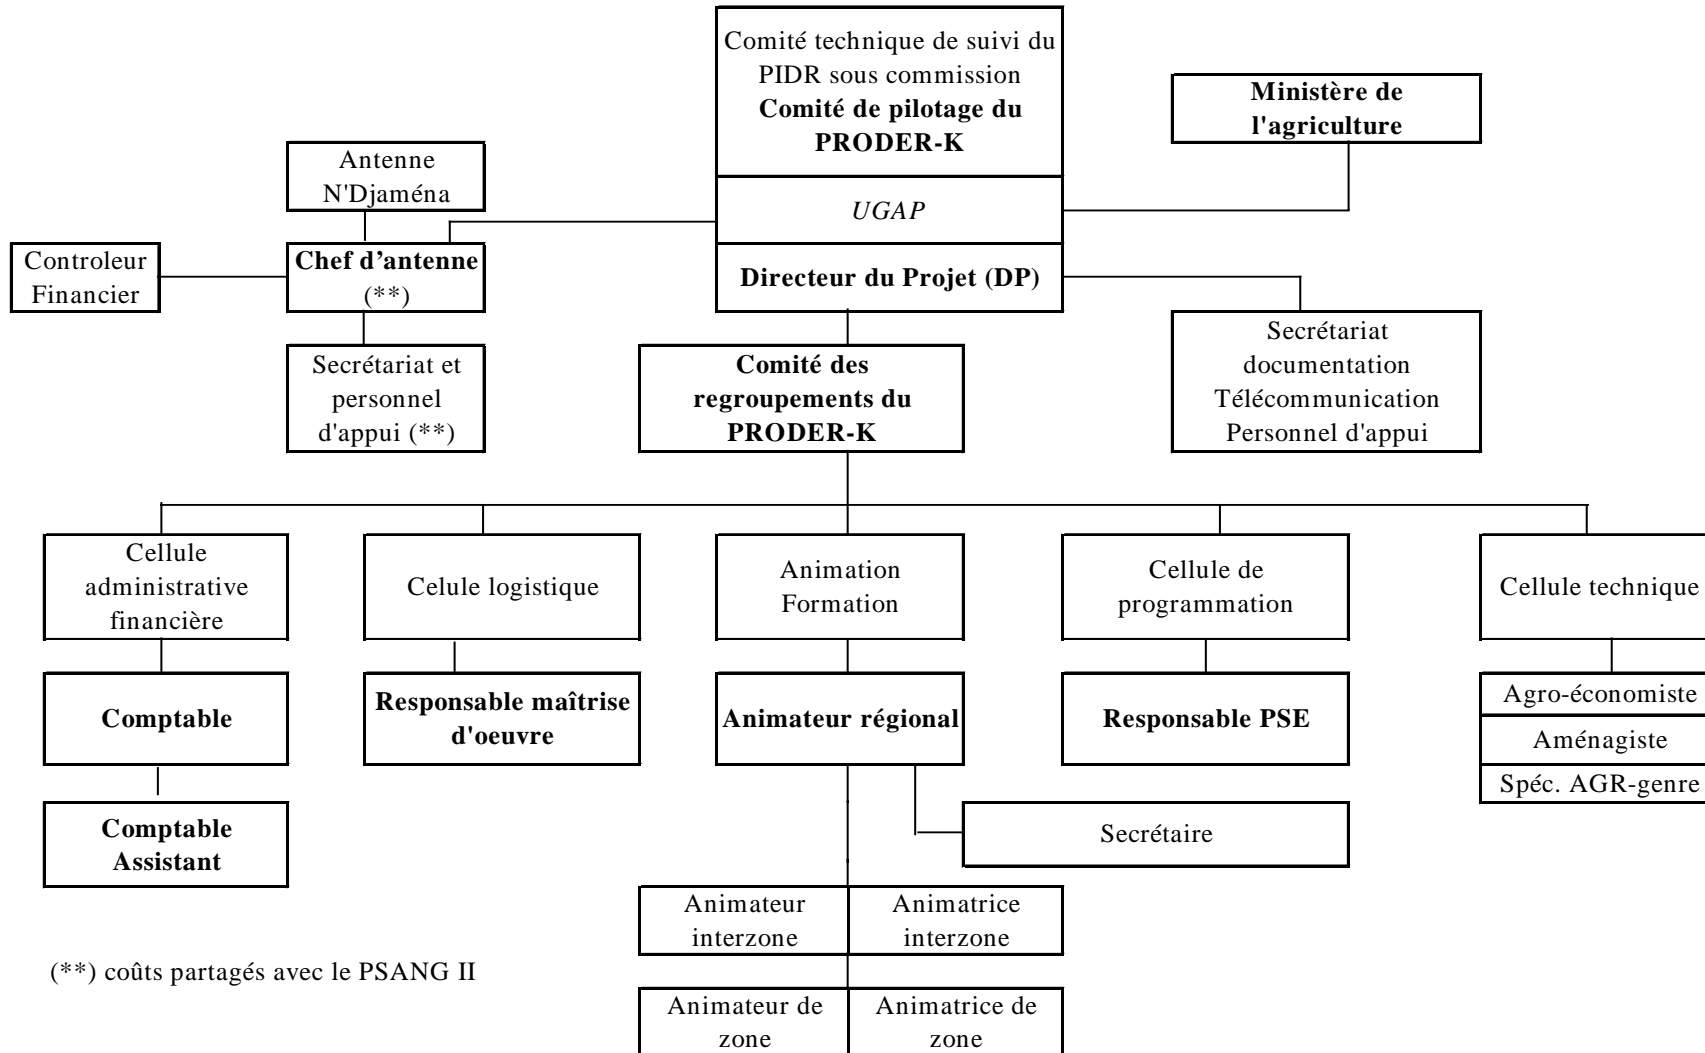 Comité technique de suivi du
PIDR sous commission
Comité de pilotage du
PRODER-K
Ministère de
l'agriculture
Antenne
N'Djaména
UGAP
Controleur
Financier
Chef d’antenne
(**)
Directeur du Projet (DP)
Secrétariat et
personnel
d'appui (**)
Comité des
regroupements du
PRODER-K
Secrétariat
documentation
Télécommunication
Personnel d'appui
Cellule
administrative
financière
Celule logistique
Animation
Formation
Cellule de
programmation
Cellule technique
Comptable
Responsable maîtrise
d'oeuvre
Animateur régional
Responsable PSE
Agro-économiste
Aménagiste
Spéc. AGR-genre
Comptable
Assistant
Secrétaire
Animateur
interzone
Animatrice
interzone
(**) coûts partagés avec le PSANG II
Animateur de
zone
Animatrice de
zone